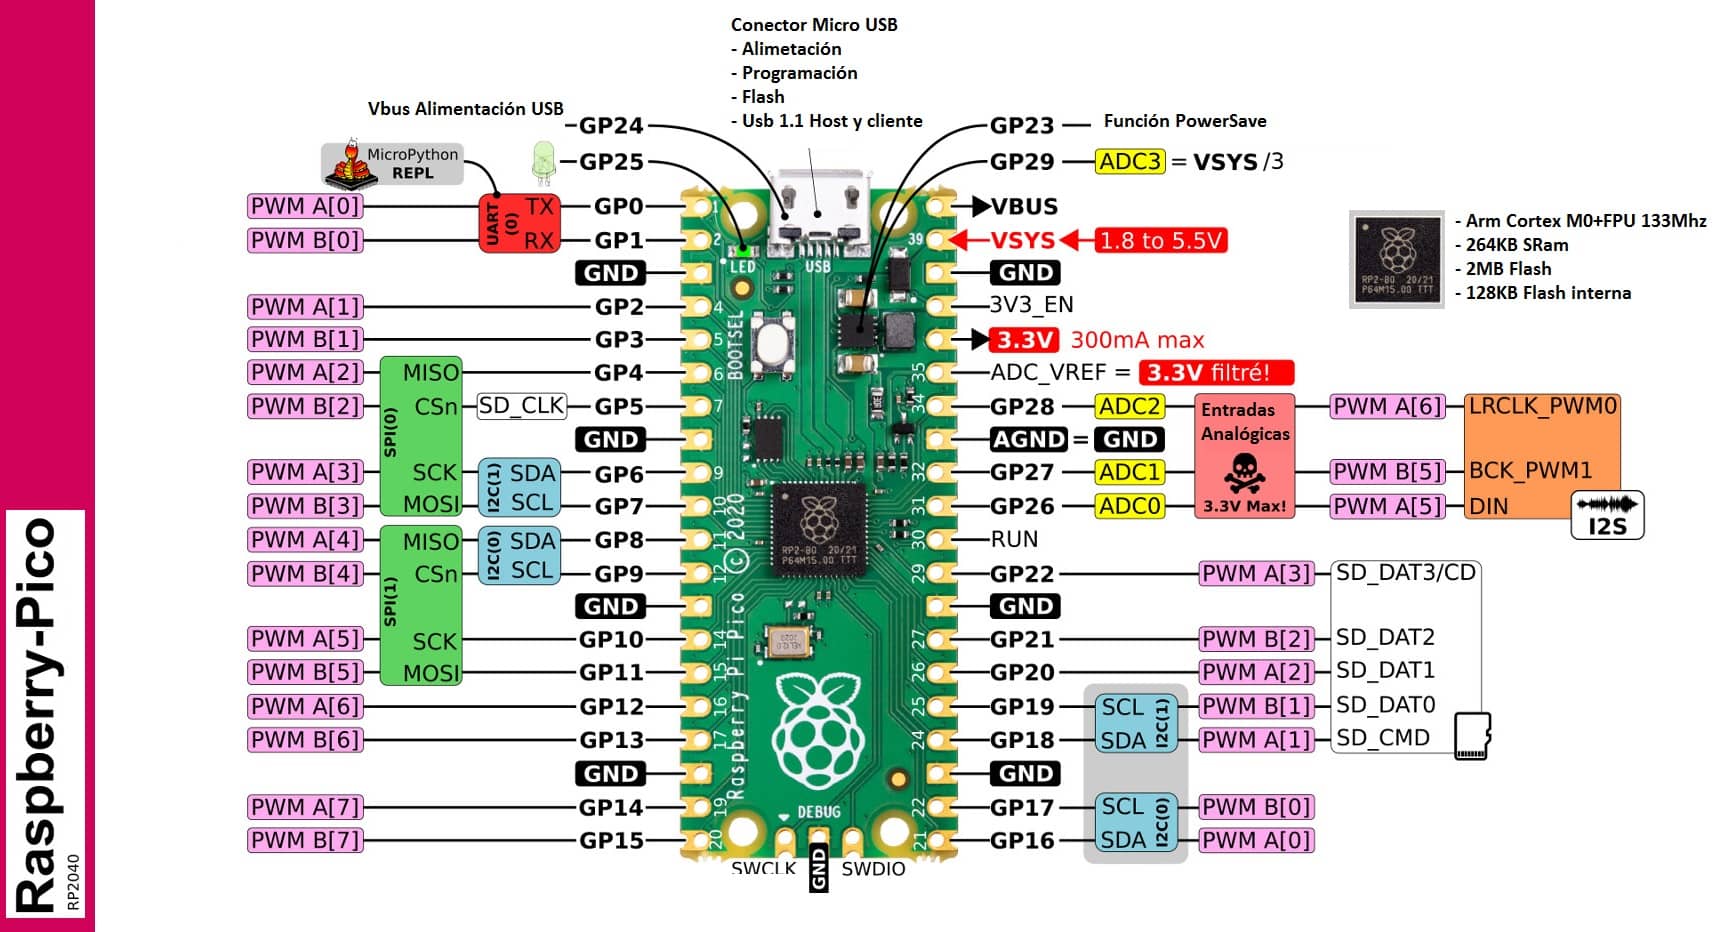 Conector Micro USB
- Alimetación
- Programación
- Flash
- Usb 1.1 Host y cliente
Vbus Alimentación USB
GP24
GP23
Función PowerSave
MicroPython
REPL
GP25
GP29
ADC3
= VSYS /3
PWM A[0]
UART (0)
TX
GP0
1
VBUS
PWM B[0]
RX
GP1
2
39
VSYS
1.8 to 5.5V
GND
LED
USB
GND
PWM A[1]
GP2
4
3V3_EN
PWM B[1]
GP3
5
BOOTSEL
3.3V
300mA max
PWM A[2]
SPI(0)
MISO
GP4
6
35
ADC_VREF =
3.3V filtré!
PWM B[2]
CSn
SD_CLK
GP5
7
34
GP28
ADC2
Entradas
Analógicas
3.3V Max!
PWM A[6]
LRCLK_PWM0
GND
AGND = GND
PWM A[3]
SCK
I2C(1)
SDA
GP6
9
32
GP27
ADC1
PWM B[5]
BCK_PWM1
PWM B[3]
MOSI
SCL
GP7
10
31
GP26
ADC0
PWM A[5]
DIN
I2S
PWM A[4]
SPI(1)
MISO
I2C(0)
SDA
GP8
11
RP2-B0 20/21
P64M15.00 TTT
30
RUN
PWM B[4]
CSn
SCL
GP9
12
29
GP22
PWM A[3]
SD_DAT3/CD
GND
GND
PWM A[5]
SCK
GP10
14
27
GP21
PWM B[2]
SD_DAT2
PWM B[5]
MOSI
GP11
15
26
GP20
PWM A[2]
SD_DAT1
PWM A[6]
GP12
16
25
GP19
SCL
I2C(1)
PWM B[1]
SD_DAT0
PWM B[6]
GP13
17
24
GP18
SDA
PWM A[1]
SD_CMD
GND
GND
PWM A[7]
GP14
19
DEBUG
22
GP17
SCL
I2C(0)
PWM B[0]
PWM B[7]
GP15
20
21
GP16
SDA
PWM A[0]
SWCLK
GND
SWDIO
Raspberry Pi Pico © 2020
RP2-B0 20/21
P64M15.00 TTT
- Arm Cortex M0+FPU 133Mhz
- 264KB SRam
- 2MB Flash
- 128KB Flash interna
Raspberry-Pico
RP2040